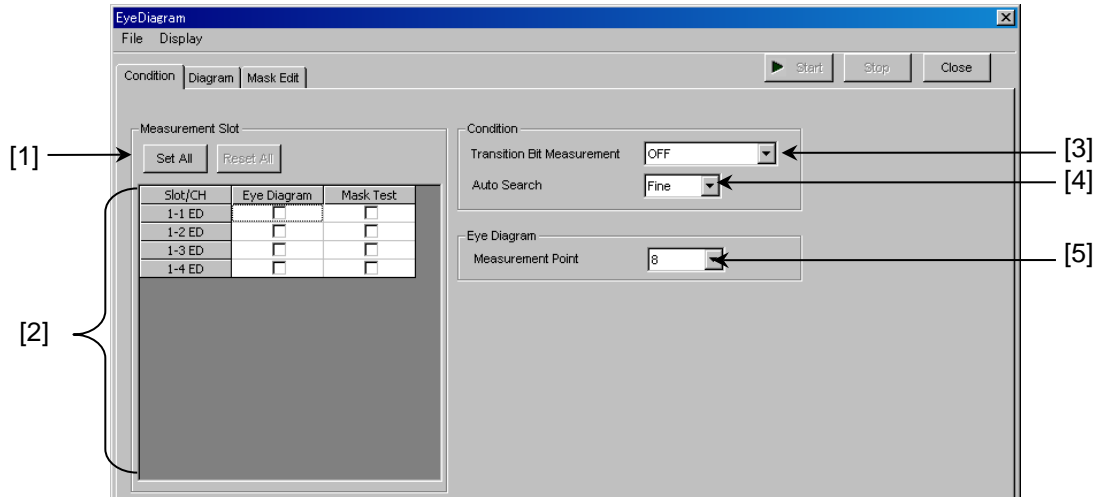 EyeDiagram
File Display
Start Stop Close
Condition Diagram Mask Edit
Measurement Slot
[1]
Set All Reset All
Slot/CH Eye Diagram Mask Test
1-1 ED
1-2 ED
1-3 ED
1-4 ED
[2]
Condition
Transition Bit Measurement OFF
[3]
Auto Search Fine
[4]
Eye Diagram
Measurement Point 8
[5]